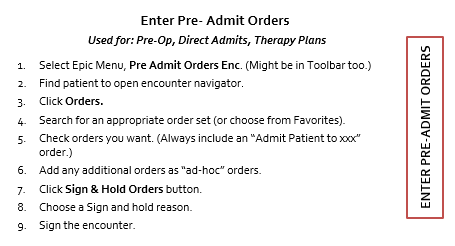 Enter Pre- Admit Orders
Used for: Pre-Op, Direct Admits, Therapy Plans
1. Select Epic Menu, Pre Admit Orders Enc. (Might be in Toolbar too.)
2. Find patient to open encounter navigator.
3. Click Orders.
4. Search for an appropriate order set (or choose from Favorites).
5. Check orders you want. (Always include an “Admit Patient to xxx”
order.)
6. Add any additional orders as “ad-hoc” orders.
7. Click Sign & Hold Orders button.
8. Choose a Sign and hold reason.
9. Sign the encounter.
ENTER PRE-ADMIT ORDERS